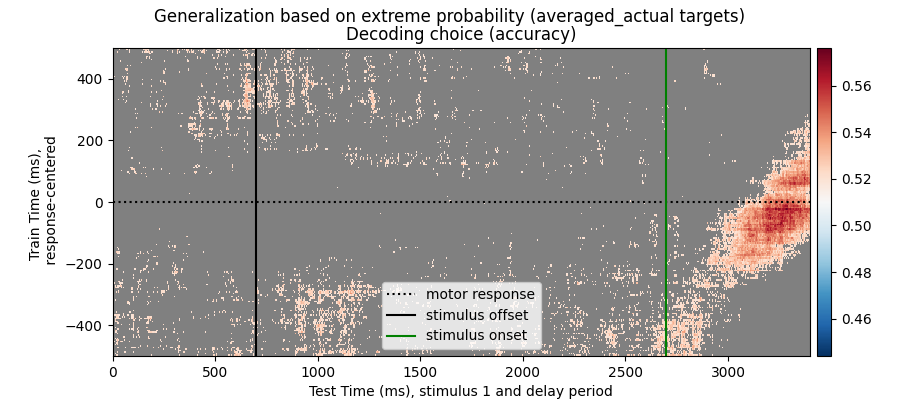 Generalization based on extreme probability (averaged_actual targets)
Decoding choice (accuracy)
Train Time (ms),
response-centered
400
200
0
−200
−400
motor response
stimulus offset
stimulus onset
0 500 1000 1500 2000 2500 3000
Test Time (ms), stimulus 1 and delay period
0.56
0.54
0.52
0.50
0.48
0.46